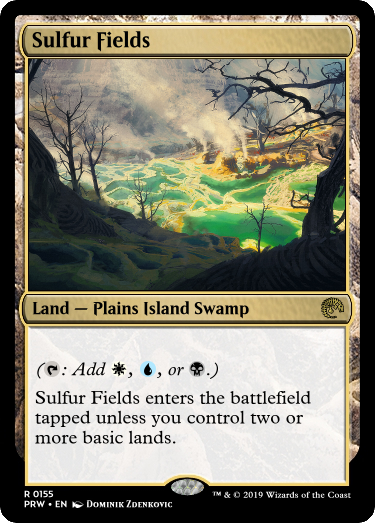 Sulfur Fields
Land — Plains Island Swamp
(: Add , , or .)
Sulfur Fields enters the battlefield
tapped unless you control two or
more basic lands.
R 0155
PRW • EN Dominik Zdenkovic
™ & © 2019 Wizards of the Coast